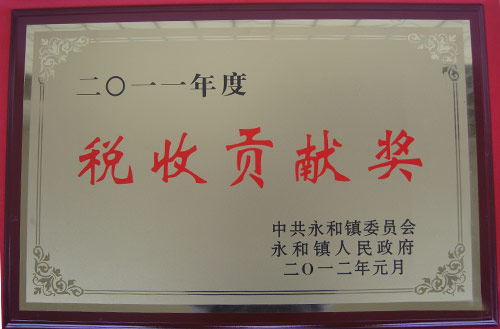 二〇一一年度
税收贡献奖
中共永和镇委员会
永和镇人民政府
二〇一二年元月